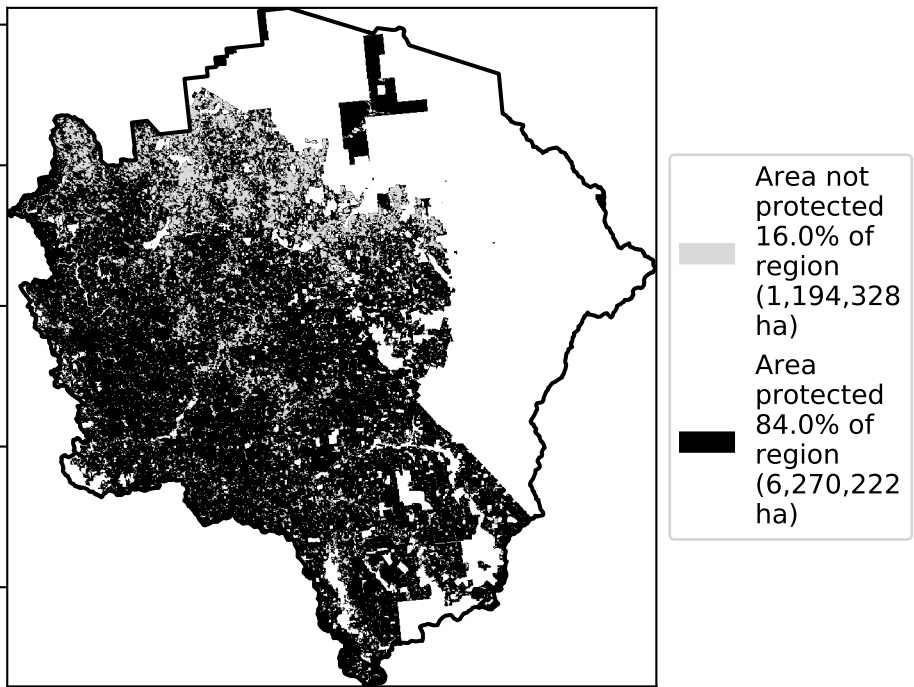 Area not
protected
16.0% of
region
(1,194,328
ha)
Area
protected
84.0% of
region
(6,270,222
ha)